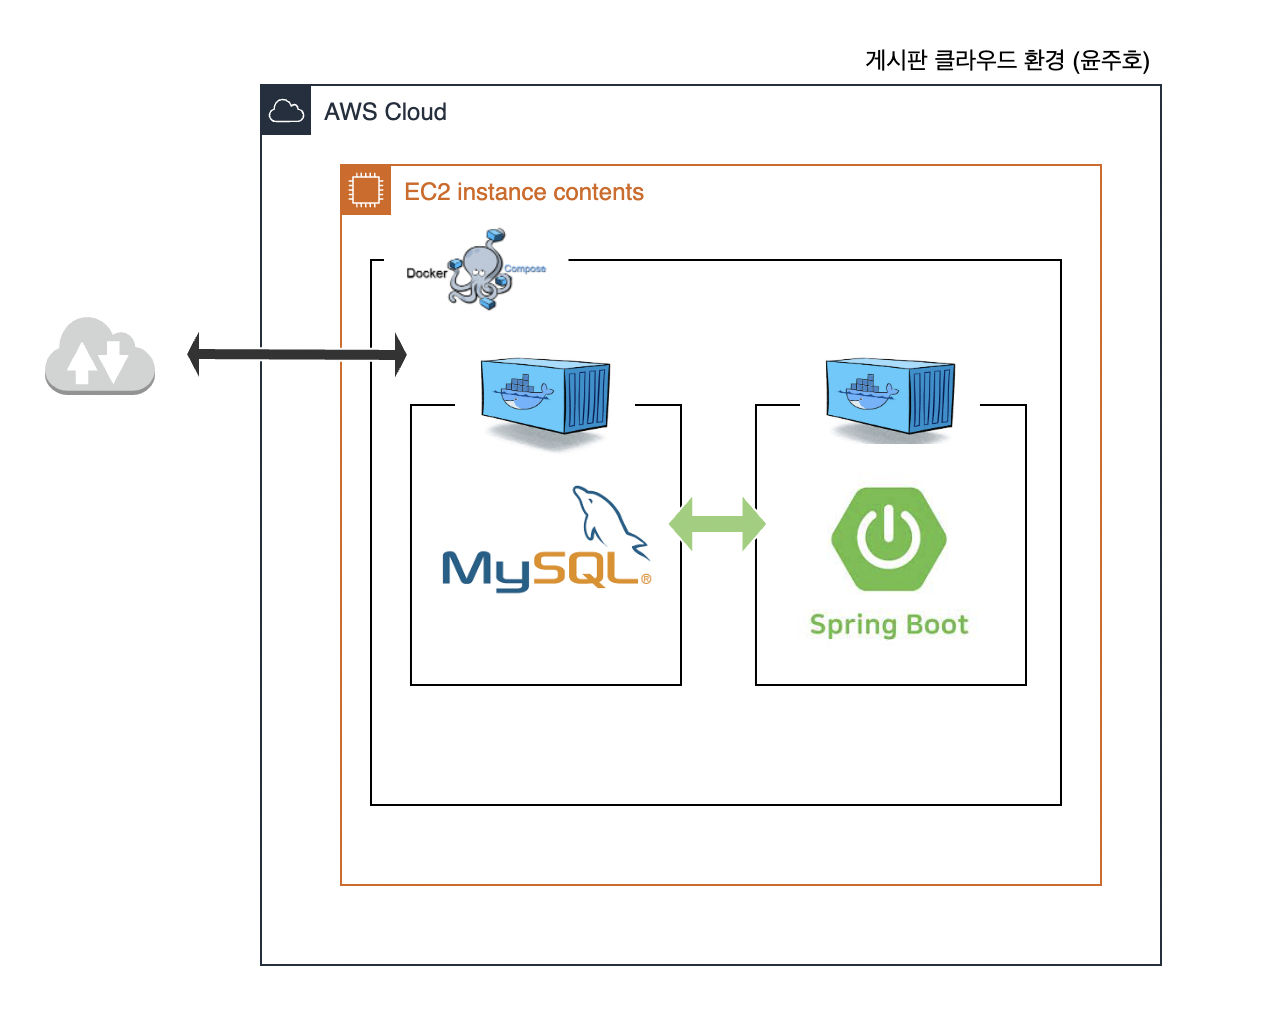 게시판 클라우드 환경 (윤주호)
AWS Cloud
EC2 instance contents
Docker Compose
MySQL®
Spring Boot